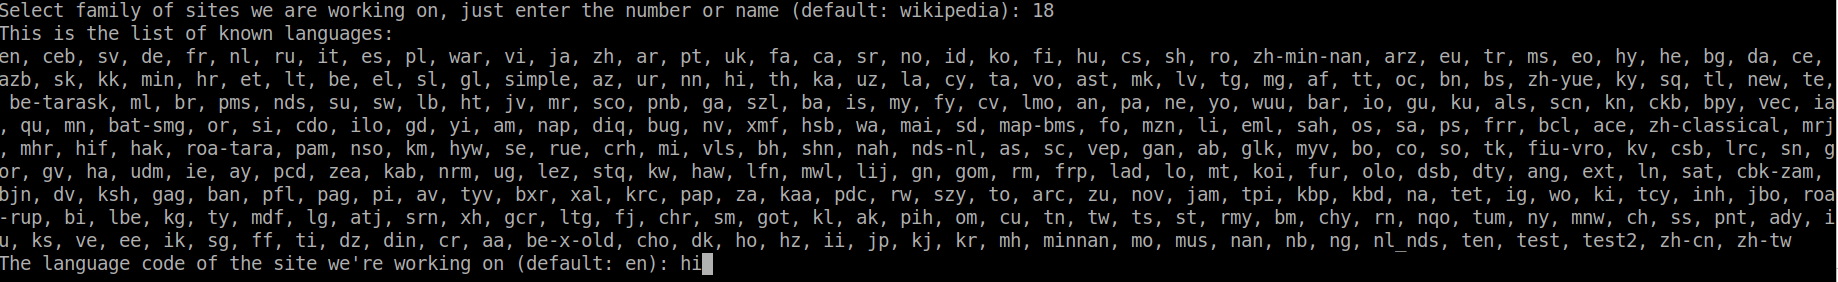 Select family of sites we are working on, just enter the number or name (default: wikipedia): 18
This is the list of known languages:
en, ceb, sv, de, fr, nl, ru, it, es, pl, war, vi, ja, zh, ar, pt, uk, fa, ca, sr, no, id, ko, fi, hu, cs, sh, ro, zh-min-nan, arz, eu, tr, ms, eo, hy, he, bg, da, ce,
azb, sk, kk, min, hr, et, lt, be, el, sl, gl, simple, az, ur, nn, hi, th, ka, uz, la, cy, ta, vo, ast, mk, lv, tg, mg, af, tt, oc, bn, bs, zh-yue, ky, sq, tl, new, te,
be-tarask, ml, br, pms, nds, su, sw, lb, ht, jv, mr, sco, pnb, ga, szl, ba, is, my, fy, cv, lmo, an, pa, ne, yo, wuu, bar, io, gu, ku, als, scn, kn, ckb, bpy, vec, ia
, qu, mn, bat-smg, or, si, cdo, ilo, gd, yi, am, nap, diq, bug, nv, xmf, hsb, wa, mai, sd, map-bms, fo, mzn, li, eml, sah, os, sa, ps, frr, bcl, ace, zh-classical, mrj
, mhr, hif, hak, roa-tara, pam, nso, km, hyw, se, rue, crh, mi, vls, bh, shn, nah, nds-nl, as, sc, vep, gan, ab, glk, myv, bo, co, so, tk, fiu-vro, kv, csb, lrc, sn, g
or, gv, ha, udm, ie, ay, pcd, zea, kab, nrm, ug, lez, stq, kw, haw, lfn, mwl, lij, gn, gom, rm, frp, lad, lo, mt, koi, fur, olo, dsb, dty, ang, ext, ln, sat, cbk-zam,
bjn, dv, ksh, gag, ban, pfl, pag, pi, av, tyv, bxr, xal, krc, pap, za, kaa, pdc, rw, szy, to, arc, zu, nov, jam, tpi, kbp, kbd, na, tet, ig, wo, ki, tcy, inh, jbo, roa
-rup, bi, lbe, kg, ty, mdf, lg, atj, srn, xh, gcr, ltg, fj, chr, sm, got, kl, ak, pih, om, cu, tn, tw, ts, st, rmy, bm, chy, rn, nqo, tum, ny, mnw, ch, ss, pnt, ady, i
u, ks, ve, ee, ik, sg, ff, ti, dz, din, cr, aa, be-x-old, cho, dk, ho, hz, ii, jp, kj, kr, mh, minnan, mo, mus, nan, nb, ng, nl_nds, ten, test, test2, zh-cn, zh-tw
The language code of the site we're working on (default: en): hi